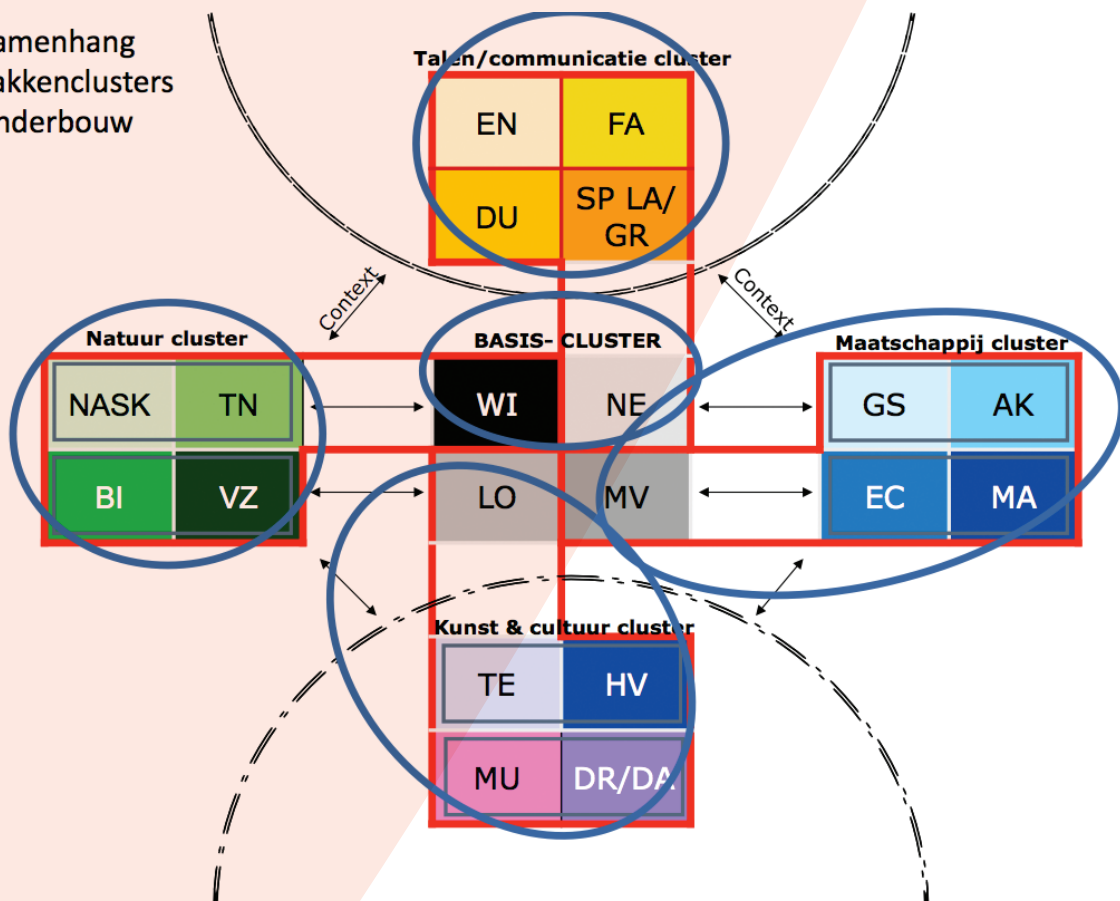 amenhang
akkenclusters
nderbouw
Talen/communicatie cluster
EN
FA
DU
SP LA/
GR
Context
Context
Natuur cluster
NASK
TN
BI
VZ
BASIS- CLUSTER
WI
NE
LO
MV
Maatschappij cluster
GS
AK
EC
MA
Kunst & cultuur cluster
TE
HV
MU
DR/DA